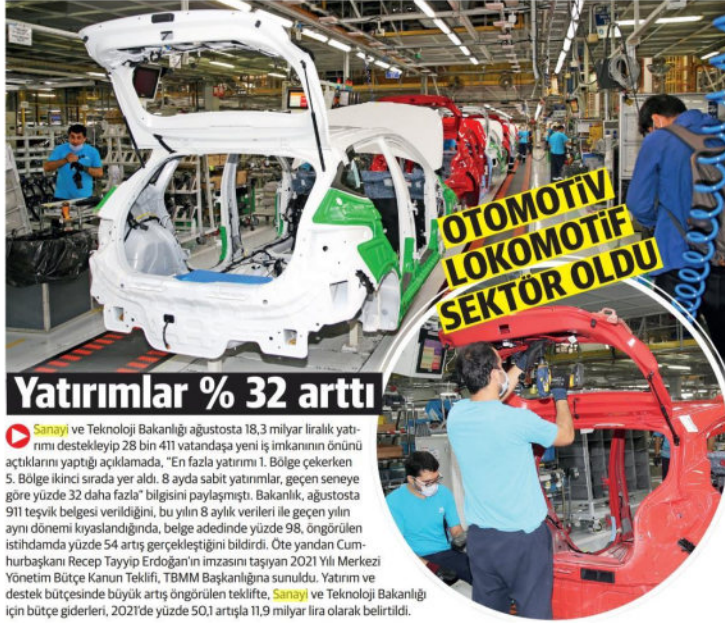 OTOMOTİV
LOKOMOTİF
SEKTÖR OLDU
Yatırımlar % 32 arttı
Sanayi ve Teknoloji Bakanlığı ağustosta 18,3 milyar liralık yatı-
rımı destekleyip 28 bin 411 vatandaşa yeni iş imkanının önünü
açtıklarını yaptığı açıklamada, "En fazla yatırımı 1. Bölge çekerken
5. Bölge ikinci sırada yer aldı. 8 ayda sabit yatırımlar, geçen seneye
göre yüzde 32 daha fazla" bilgisini paylaşmıştı. Bakanlık, ağustosta
911 teşvik belgesi verildiğini, bu yılın 8 aylık verileri ile geçen yılın
aynı dönemi kıyaslandığında, belge adedinde yüzde 98, öngörülen
istihdamda yüzde 54 artış gerçekleştiğini bildirdi. Öte yandan Cum-
hurbaşkanı Recep Tayyip Erdoğan'ın imzasını taşıyan 2021 Yılı Merkezi
Yönetim Bütçe Kanun Teklifi, TBMM Başkanlığına sunuldu. Yatırım ve
destek bütçesinde büyük artış öngörülen teklifte, Sanayi ve Teknoloji Bakanlığı
için bütçe giderleri, 2021'de yüzde 50,1 artışla 11,9 milyar lira olarak belirtildi.